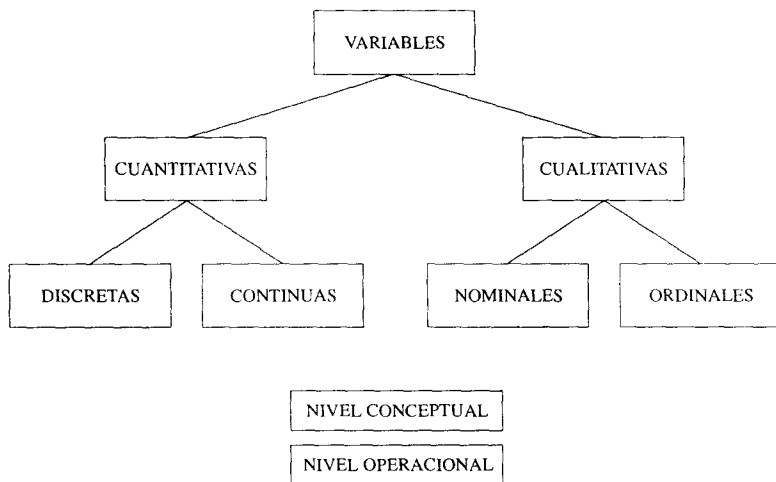 VARIABLES
CUANTITATIVAS
CUALITATIVAS
DISCRETAS
CONTINUAS
NOMINALES
ORDINALES
NIVEL CONCEPTUAL
NIVEL OPERACIONAL